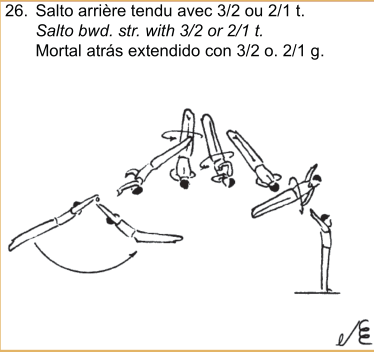 26. Salto arrière tendu avec 3/2 ou 2/1 t.
Salto bwd. str. with 3/2 or 2/1 t.
Mortal atrás extendido con 3/2 o. 2/1 g.